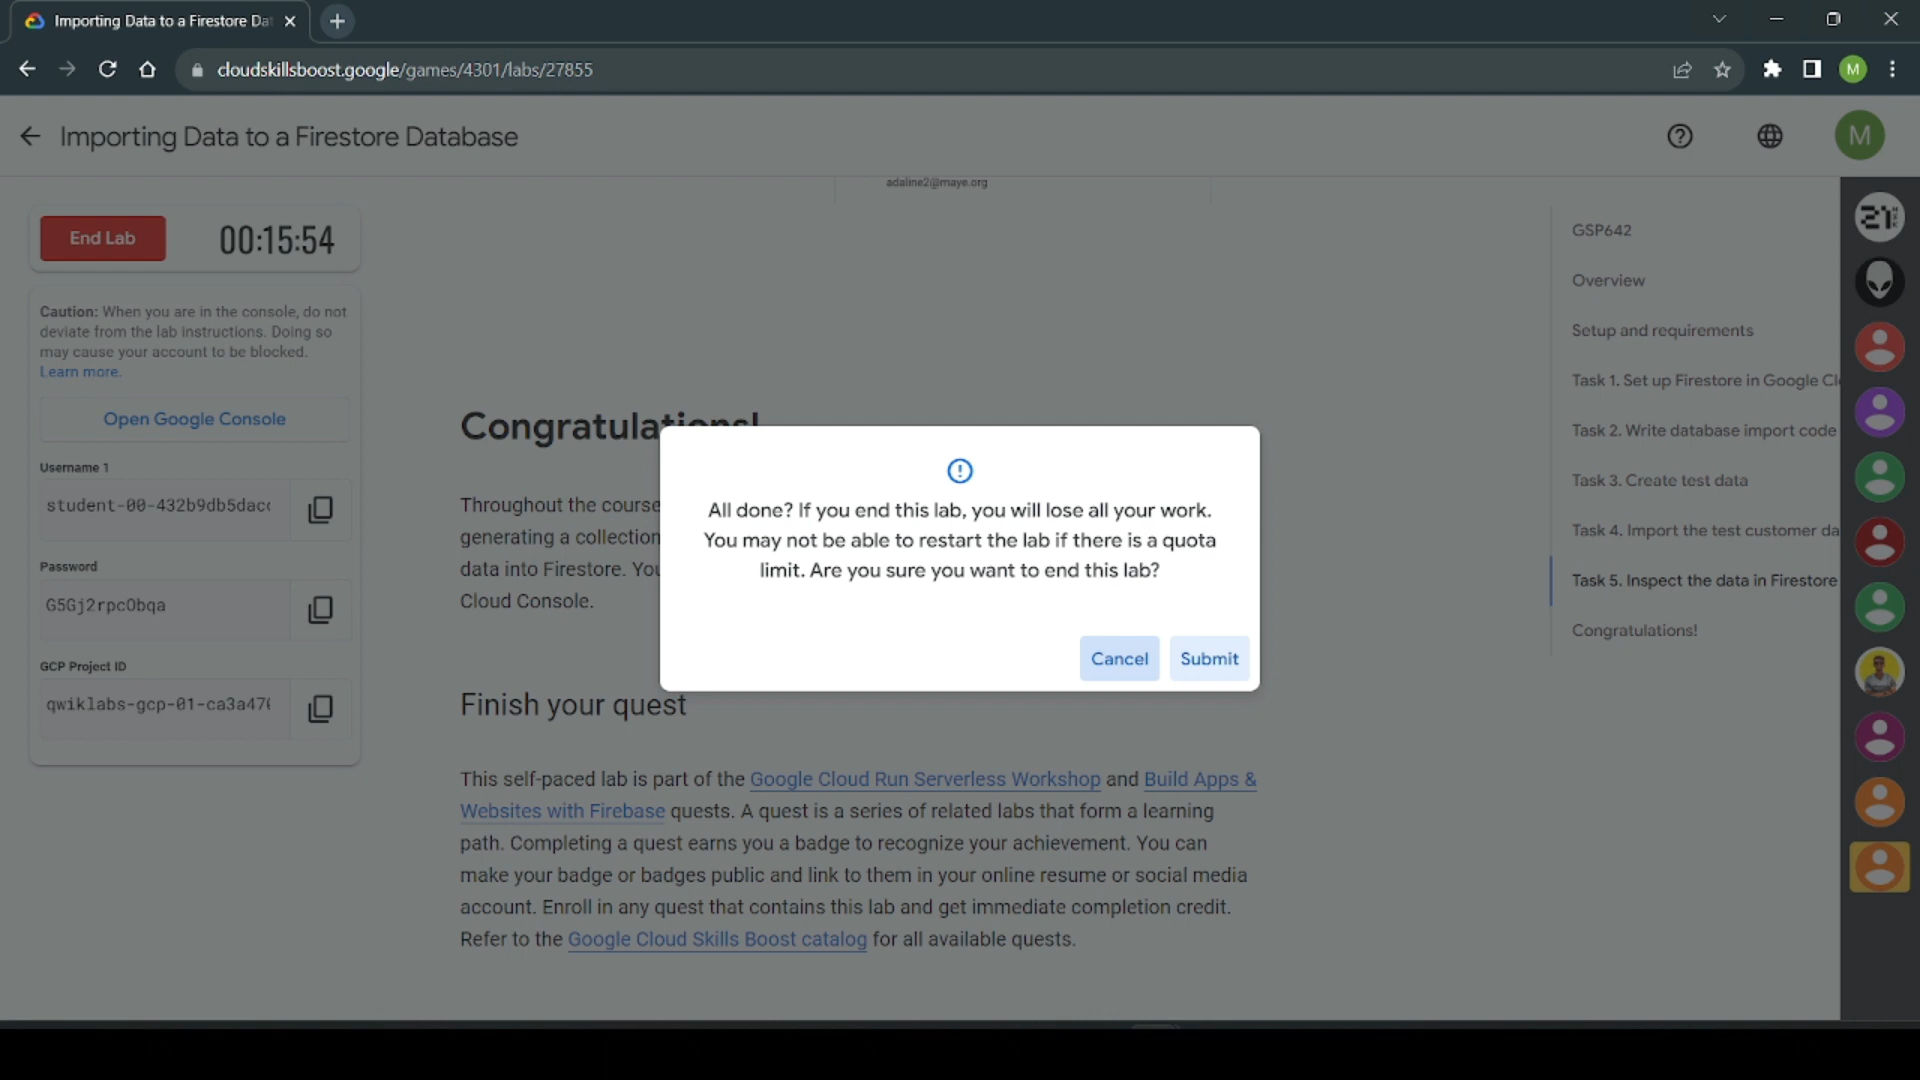 Importing Data to a Firestore Da
cloudskillsboost.google/games/4301/labs/27855
M
Importing Data to a Firestore Database
M
adaline2@maye.org
End Lab
00:15:54
Caution: When you are in the console, do not
deviate from the lab instructions. Doing so
may cause your account to be blocked.
Learn more.
Open Google Console
Username 1
student-00-432b9db5dacc
Password
G5Gj2rpcObqa
GCP Project ID
qwiklabs-gcp-01-ca3a47
Congratulations!
Throughout the course
generating a collection
data into Firestore. You
Cloud Console.
All done? If you end this lab, you will lose all your work.
You may not be able to restart the lab if there is a quota
limit. Are you sure you want to end this lab?
Cancel
Submit
Finish your quest
This self-paced lab is part of the Google Cloud Run Serverless Workshop and Build Apps &
Websites with Firebase quests. A quest is a series of related labs that form a learning
path. Completing a quest earns you a badge to recognize your achievement. You can
make your badge or badges public and link to them in your online resume or social media
account. Enroll in any quest that contains this lab and get immediate completion credit.
Refer to the Google Cloud Skills Boost catalog for all available quests.
GSP642
Overview
Setup and requirements
Task 1. Set up Firestore in Google Cl
Task 2. Write database import code
Task 3. Create test data
Task 4. Import the test customer da
Task 5. Inspect the data in Firestore
Congratulations!
21